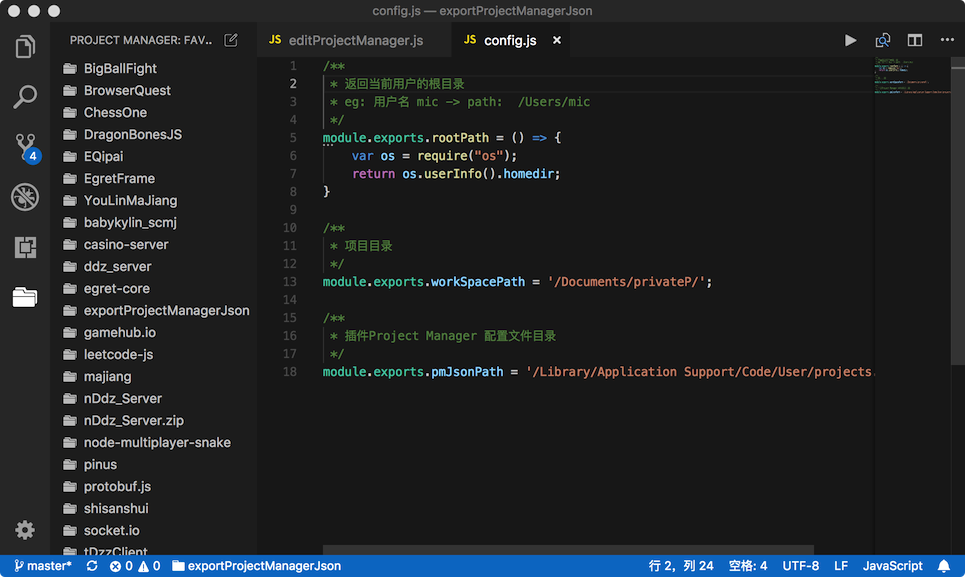 config.js — exportProjectManagerJson
PROJECT MANAGER: FAV..
BigBallFight
BrowserQuest
ChessOne
DragonBonesJS
EQipai
EgretFrame
YouLinMaJiang
babykylin_scmj
casino-server
ddz_server
egret-core
exportProjectManagerJson
gamehub.io
leetcode-js
majiang
nDdz_Server
nDdz_Server.zip
node-multiplayer-snake
pinus
protobuf.js
shisanshui
socket.io
tDzzClient
4
JS editProjectManager.js
JS config.js ×
1 /**
2 * 返回当前用户的根目录
3 * eg: 用户名 mic -> path: /Users/mic
4 */
5 module.exports.rootPath = () => {
6 var os = require("os");
7 return os.userInfo().homedir;
8 }
9
10 /**
11 * 项目目录
12 */
13 module.exports.workSpacePath = '/Documents/privateP/';
14
15 /**
16 * 插件Project Manager 配置文件目录
17 */
18 module.exports.pmJsonPath = '/Library/Application Support/Code/User/projects.
master* 0 0 exportProjectManagerJson 行 2，列 24 空格: 4 UTF-8 LF JavaScript